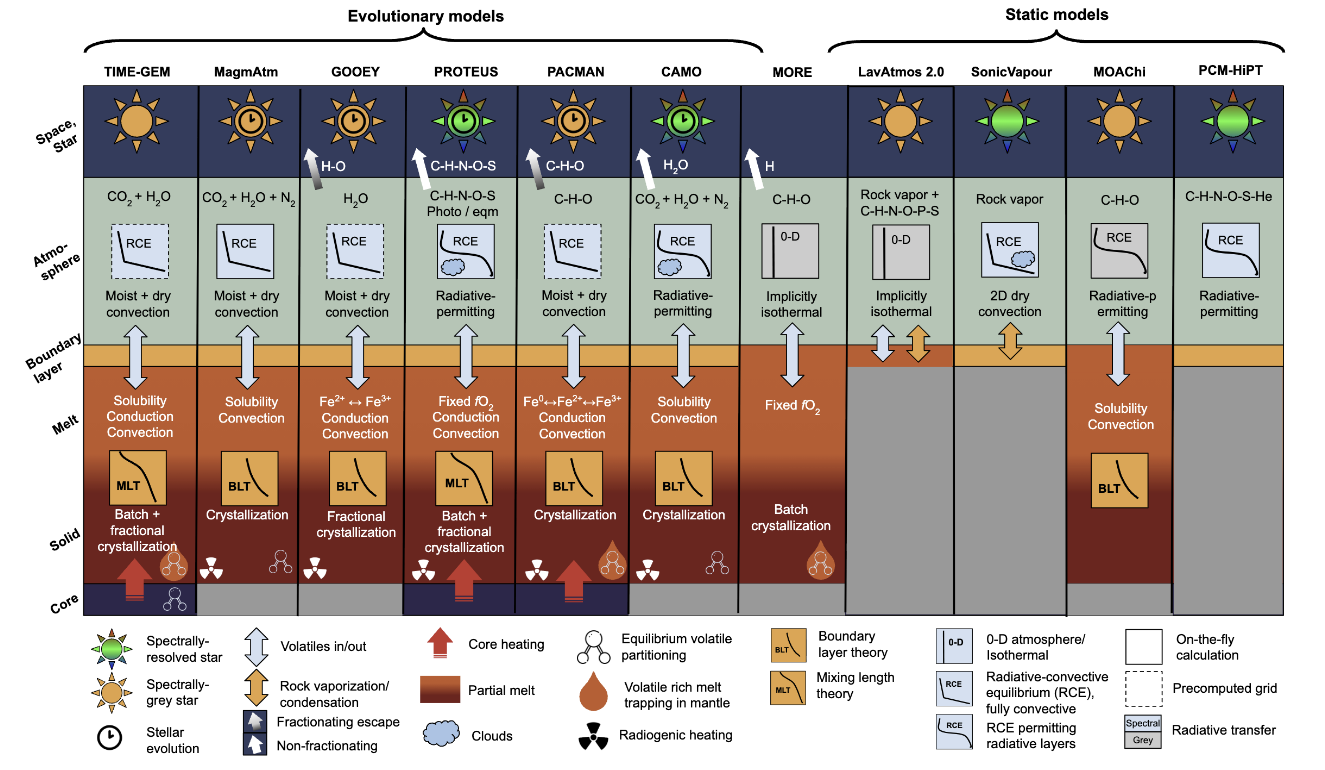 Evolutionary models
Static models
TIME-GEM
MagmAtm
GOOEY
PROTEUS
PACMAN
CAMO
MORE
LavAtmos 2.0
SonicVapour
MOAChi
PCM-HiPT
Space,
Star
H-O
C-H-N-O-S
C-H-O
H₂O
H
Atmo-
sphere
CO₂ + H₂O
CO₂ + H₂O + N₂
H₂O
C-H-N-O-S
Photo / eqm
C-H-O
CO₂ + H₂O + N₂
C-H-O
Rock vapor +
C-H-N-O-P-S
Rock vapor
C-H-O
C-H-N-O-S-He
RCE
RCE
RCE
RCE
RCE
RCE
0-D
0-D
RCE
RCE
RCE
Moist + dry
convection
Moist + dry
convection
Moist + dry
convection
Radiative-
permitting
Moist + dry
convection
Radiative-
permitting
Implicitly
isothermal
Implicitly
isothermal
2D dry
convection
Radiative-p
ermitting
Radiative-
permitting
Boundary
layer
Melt
Solubility
Conduction
Convection
Solubility
Convection
Fe²⁺ ↔ Fe³⁺
Conduction
Convection
Fixed fO₂
Conduction
Convection
Fe⁰↔Fe²⁺↔Fe³⁺
Conduction
Convection
Solubility
Convection
Fixed fO₂
Solubility
Convection
MLT
BLT
BLT
MLT
BLT
BLT
BLT
Solid
Batch +
fractional
crystallization
Crystallization
Fractional
crystallization
Batch +
fractional
crystallization
Crystallization
Crystallization
Batch
crystallization
Core
Spectrally-
resolved star
Spectrally-
grey star
Stellar
evolution
Volatiles in/out
Rock vaporization/
condensation
Fractionating escape
Non-fractionating
Core heating
Partial melt
Clouds
Equilibrium volatile
partitioning
Volatile rich melt
trapping in mantle
Radiogenic heating
BLT
Boundary
layer theory
MLT
Mixing length
theory
0-D
0-D atmosphere/
Isothermal
RCE
Radiative-convective
equilibrium (RCE),
fully convective
RCE
RCE permitting
radiative layers
On-the-fly
calculation
Precomputed grid
Spectral
Grey
Radiative transfer